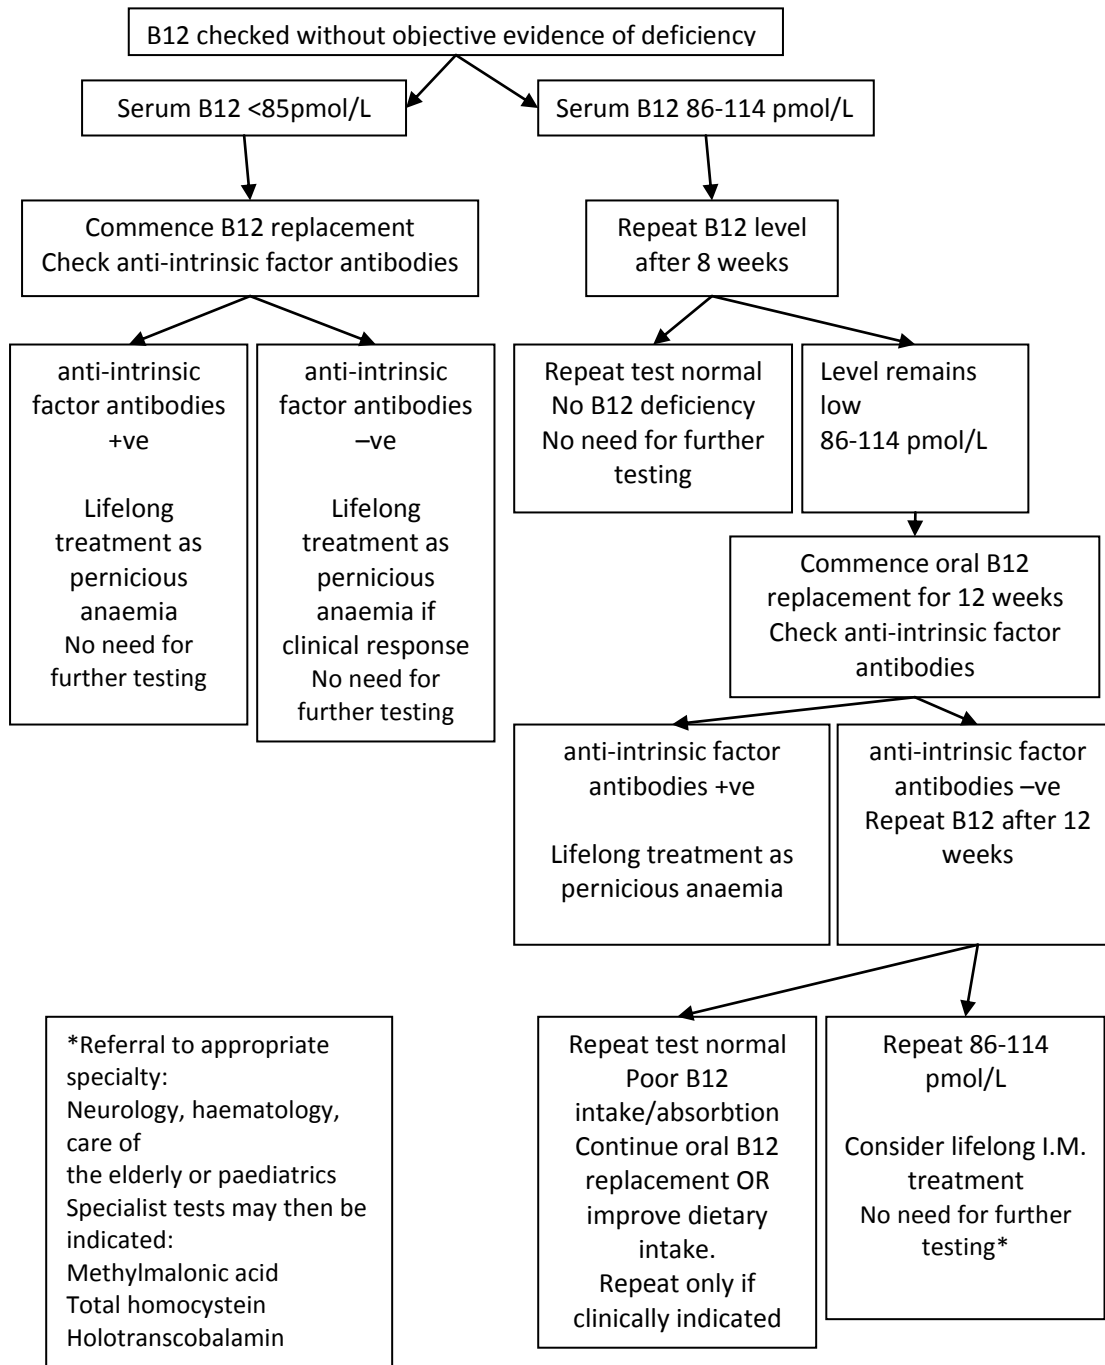 B12 checked without objective evidence of deficiency
Serum B12 <85pmol/L
Serum B12 86-114 pmol/L
Commence B12 replacement
Check anti-intrinsic factor antibodies
Repeat B12 level
after 8 weeks
anti-intrinsic
factor antibodies
+ve
Lifelong
treatment as
pernicious
anaemia
No need for
further testing
anti-intrinsic
factor antibodies
–ve
Lifelong
treatment as
pernicious
anaemia if
clinical response
No need for
further testing
Repeat test normal
No B12 deficiency
No need for further
testing
Level remains
low
86-114 pmol/L
Commence oral B12
replacement for 12 weeks
Check anti-intrinsic factor
antibodies
anti-intrinsic factor
antibodies +ve
Lifelong treatment as
pernicious anaemia
anti-intrinsic factor
antibodies –ve
Repeat B12 after 12
weeks
*Referral to appropriate
specialty:
Neurology, haematology,
care of
the elderly or paediatrics
Specialist tests may then be
indicated:
Methylmalonic acid
Total homocystein
Holotranscobalamin
Repeat test normal
Poor B12
intake/absorbtion
Continue oral B12
replacement OR
improve dietary
intake.
Repeat only if
clinically indicated
Repeat 86-114
pmol/L
Consider lifelong I.M.
treatment
No need for further
testing*